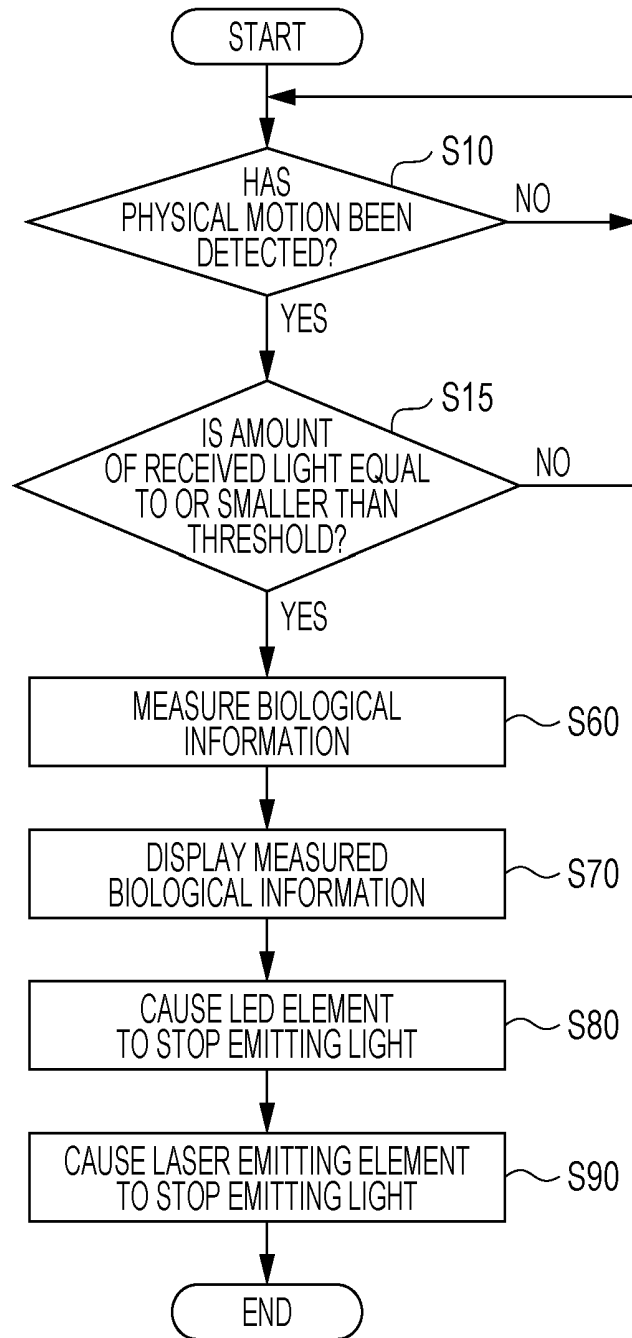 START
S10
HAS
PHYSICAL MOTION BEEN
DETECTED?
NO
YES
S15
IS AMOUNT
OF RECEIVED LIGHT EQUAL
TO OR SMALLER THAN
THRESHOLD?
NO
YES
MEASURE BIOLOGICAL
INFORMATION
S60
DISPLAY MEASURED
BIOLOGICAL INFORMATION
S70
CAUSE LED ELEMENT
TO STOP EMITTING LIGHT
S80
CAUSE LASER EMITTING ELEMENT
TO STOP EMITTING LIGHT
S90
END